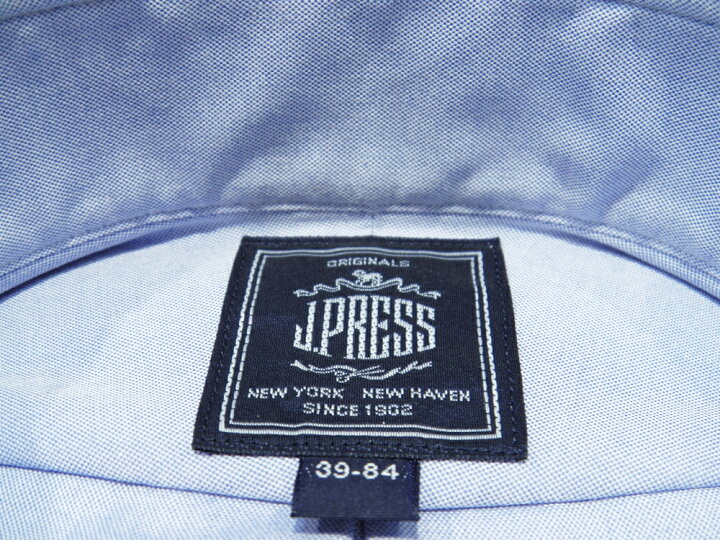 ORIGINALS
J.PRESS
NEW YORK NEW HAVEN
SINCE 1902
39-84